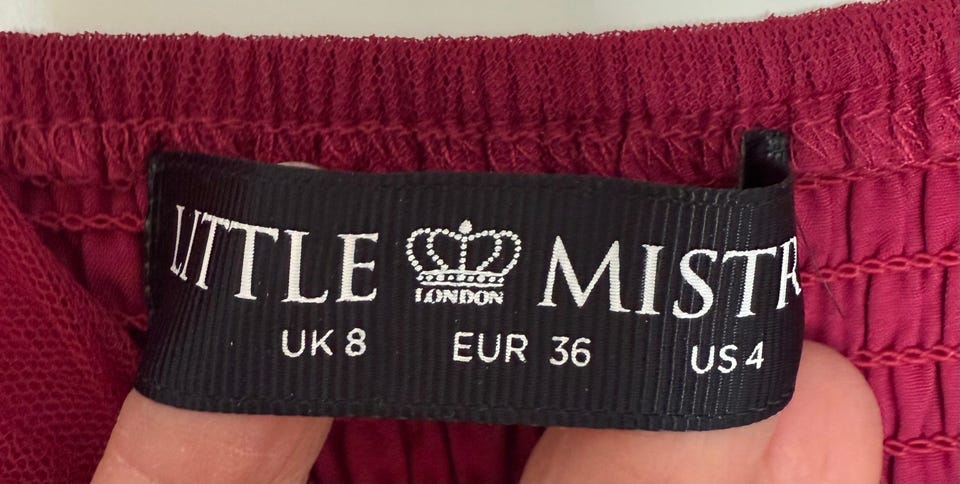 LITTLE MISTR
LONDON
UK 8 EUR 36 US 4